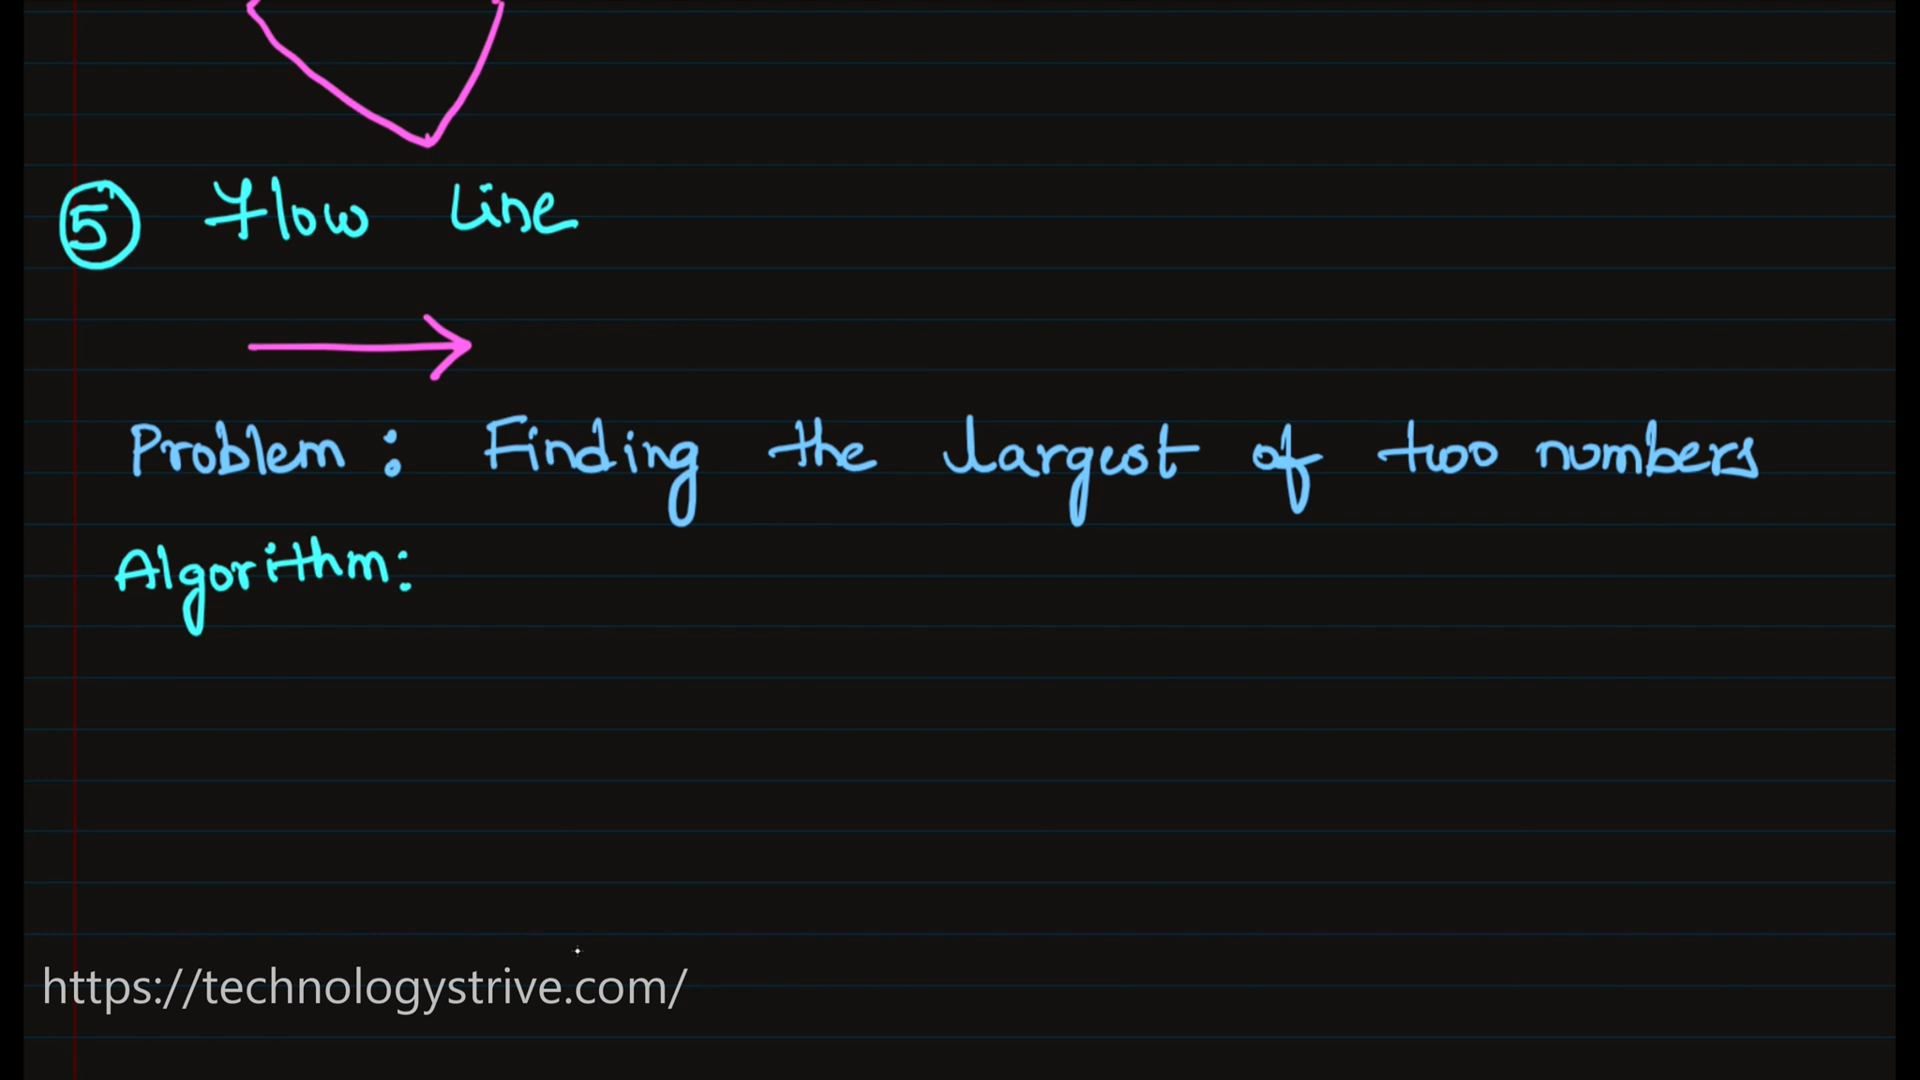 5 Flow Line
Problem: Finding the Largest of two numbers
Algorithm:
https://technologystrive.com/